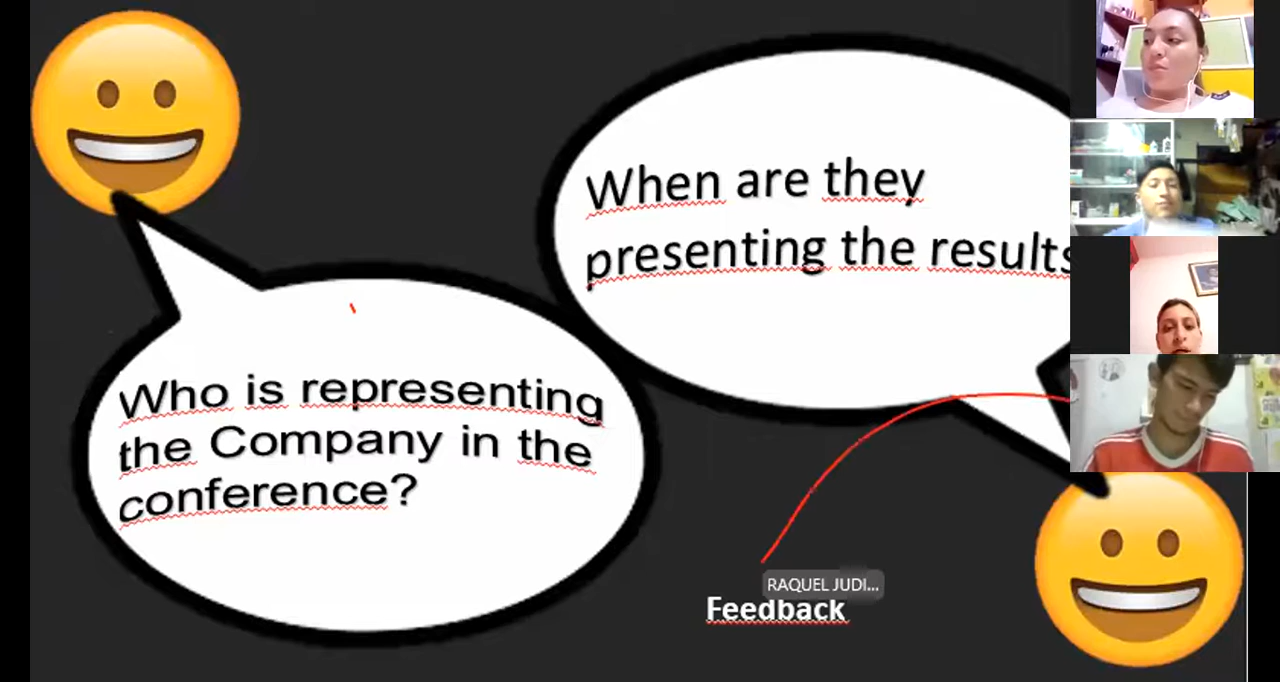 When are they
presenting the results
Who is representing
the Company in the
conference?
RAQUEL JUDI...
Feedback